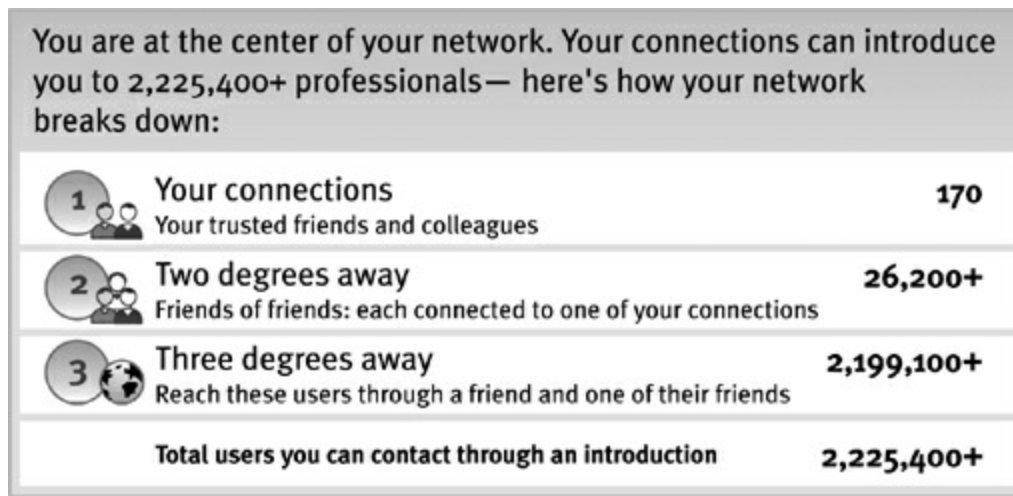 You are at the center of your network. Your connections can introduce
you to 2,225,400+ professionals— here's how your network
breaks down:
1 Your connections 170
Your trusted friends and colleagues
2 Two degrees away 26,200+
Friends of friends: each connected to one of your connections
3 Three degrees away 2,199,100+
Reach these users through a friend and one of their friends
Total users you can contact through an introduction 2,225,400+